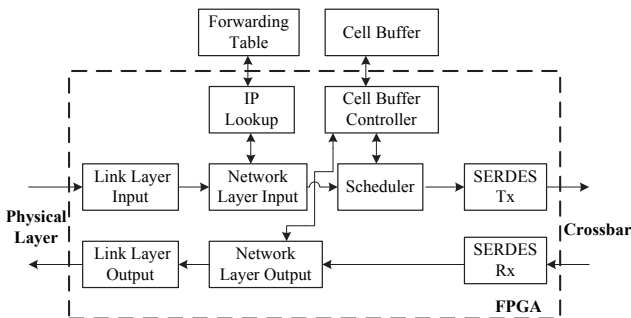 Forwarding
Table
Cell Buffer
IP
Lookup
Cell Buffer
Controller
Link Layer
Input
Network
Layer Input
Scheduler
SERDES
Tx
Physical
Layer
Crossbar
Link Layer
Output
Network
Layer Output
SERDES
Rx
FPGA